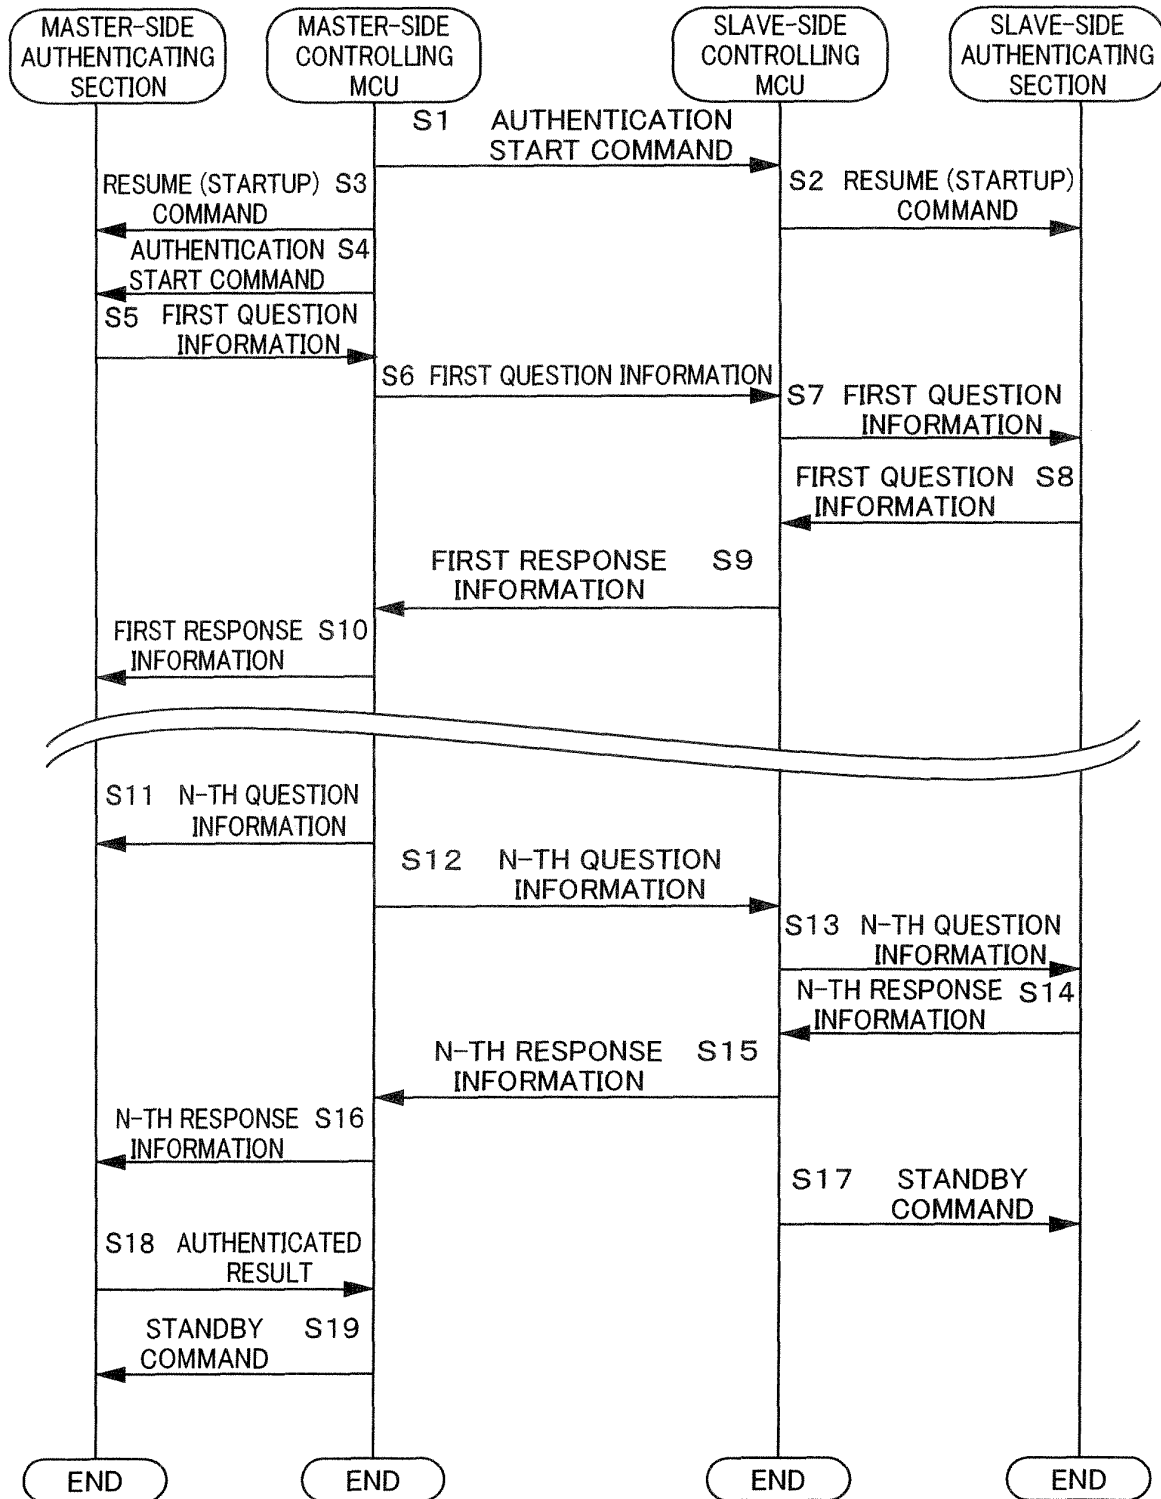 MASTER-SIDE
AUTHENTICATING
SECTION
MASTER-SIDE
CONTROLLING
MCU
SLAVE-SIDE
CONTROLLING
MCU
SLAVE-SIDE
AUTHENTICATING
SECTION
S1 AUTHENTICATION
START COMMAND
S2 RESUME (STARTUP)
COMMAND
RESUME (STARTUP) S3
COMMAND
AUTHENTICATION S4
START COMMAND
S5 FIRST QUESTION
INFORMATION
S6 FIRST QUESTION INFORMATION
S7 FIRST QUESTION
INFORMATION
FIRST QUESTION S8
INFORMATION
FIRST RESPONSE S9
INFORMATION
FIRST RESPONSE S10
INFORMATION
S11 N-TH QUESTION
INFORMATION
S12 N-TH QUESTION
INFORMATION
S13 N-TH QUESTION
INFORMATION
N-TH RESPONSE S14
INFORMATION
N-TH RESPONSE S15
INFORMATION
N-TH RESPONSE S16
INFORMATION
S17 STANDBY
COMMAND
S18 AUTHENTICATED
RESULT
STANDBY S19
COMMAND
END
END
END
END